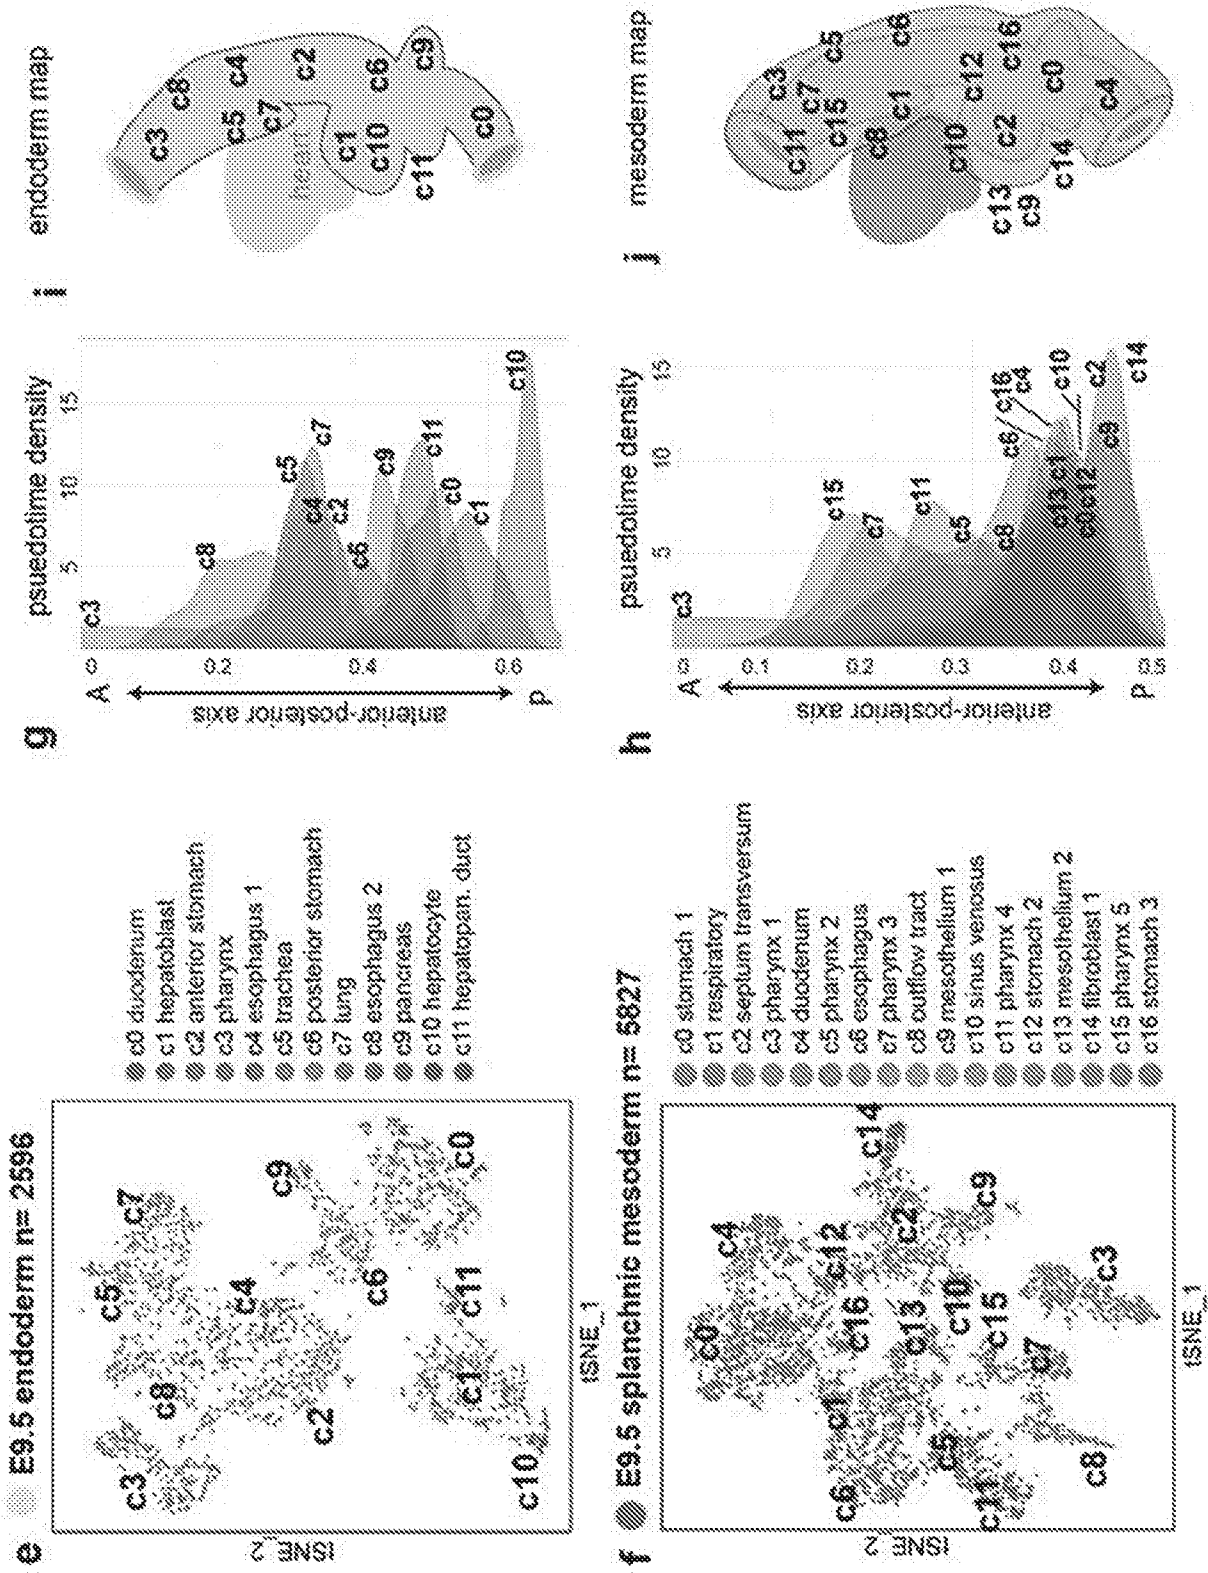 e E9.5 endoderm n= 2596
c3
c8
c5
c7
c4
c2
c6
c9
c0
c11
c1
c10
tSNE_2
tSNE_1
c0 duodenum
c1 hepatoblast
c2 anterior stomach
c3 pharynx
c4 esophagus 1
c5 trachea
c6 posterior stomach
c7 lung
c8 esophagus 2
c9 pancreas
c10 hepatocyte
c11 hepatopan. duct
g psuedotime density
5 10 15
c3
c8
c5
c7
c4
c2
c6
c9
c11
c0
c1
c10
0
0.2
0.4
0.6
A
P
anterior-posterior axis
i endoderm map
c3
c8
c4
c5
c7
c2
heart
c1
c10
c6
c9
c11
c0
f E9.5 splanchnic mesoderm n= 5827
c0
c4
c6
c1
c16
c12
c14
c5
c13
c2
c11
c10
c9
c15
c7
c8
c3
tSNE_2
tSNE_1
c0 stomach 1
c1 respiratory
c2 septum transversum
c3 pharynx 1
c4 duodenum
c5 pharynx 2
c6 esophagus
c7 pharynx 3
c8 outflow tract
c9 mesothelium 1
c10 sinus venosus
c11 pharynx 4
c12 stomach 2
c13 mesothelium 2
c14 fibroblast 1
c15 pharynx 5
c16 stomach 3
h psuedotime density
5 10 15
c3
c15
c7
c11
c5
c8
c6
c16
c4
c13
c1
c10
c0
c12
c9
c2
c14
0
0.1
0.2
0.3
0.4
0.5
A
P
anterior-posterior axis
j mesoderm map
c3
c5
c11
c7
c15
c6
c8
c1
c12
c16
c10
c2
c0
c13
c9
c14
c4